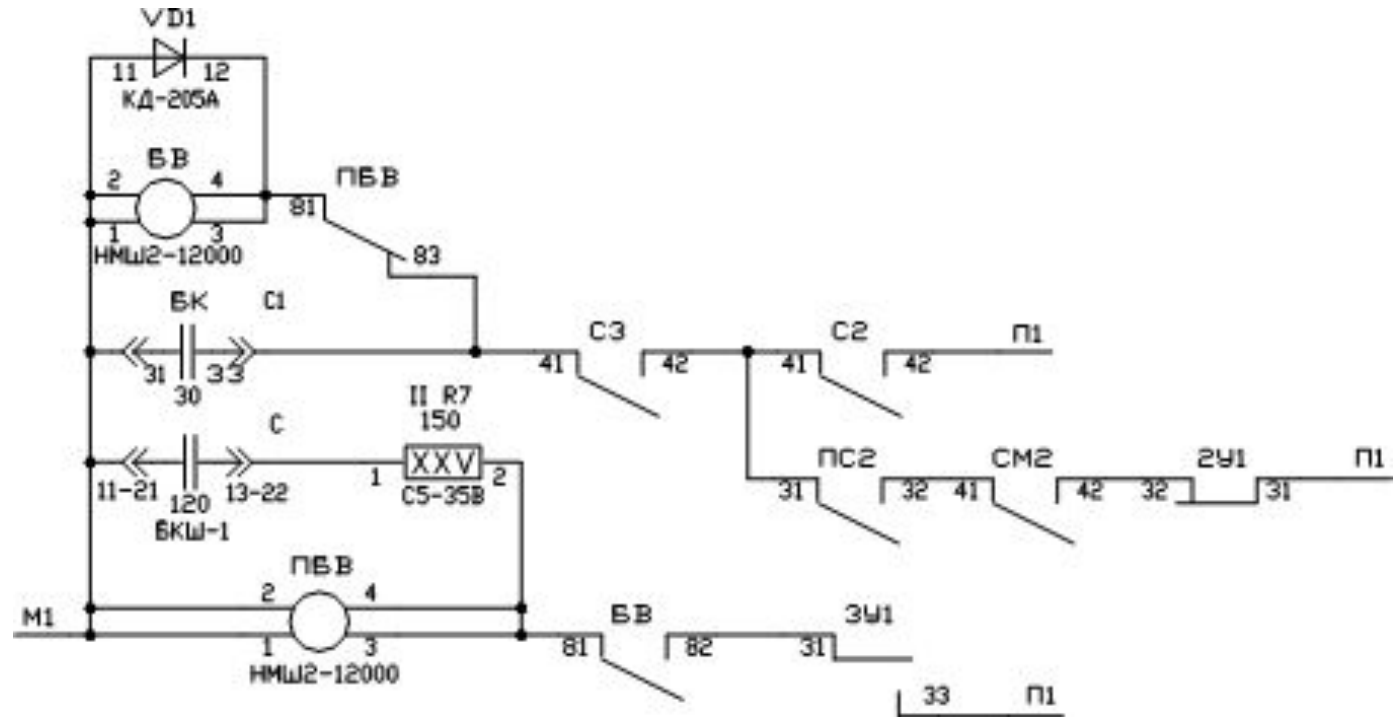 VD1
11 12
КД-205А
БВ
2 4
ПБВ
81
1 3
НМШ2-12000
83
БК С1
С3 С2 П1
31 33 41 42 41 42
30
II R7
150
С
ПС2 СМ2 2У1 П1
1 XXV 2
31 32 41 42 32 31
11-21 120 13-22 С5-35В
БКШ-1
ПБВ
2 4
М1
БВ 3У1
1 3 81 82 31
НМШ2-12000
33 П1